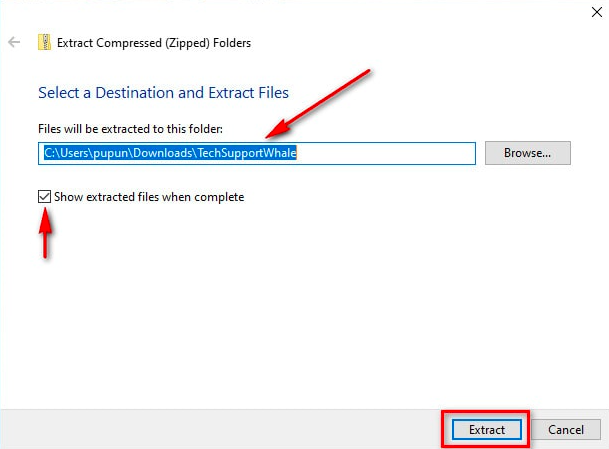 Extract Compressed (Zipped) Folders
Select a Destination and Extract Files
Files will be extracted to this folder:
C:\Users\pupun\Downloads\TechSupportWhale
Browse...
Show extracted files when complete
Extract
Cancel